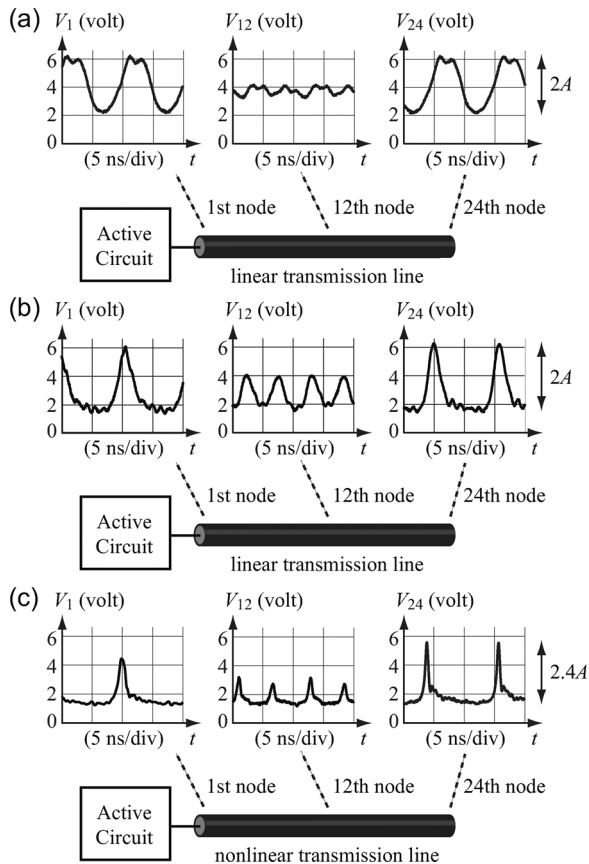 (a)
V1 (volt) V12 (volt) V24 (volt)
6 6 6
4 4 4 2A
2 2 2
0 0 0
(5 ns/div) t (5 ns/div) t (5 ns/div) t
1st node 12th node 24th node
Active
Circuit
linear transmission line
(b)
V1 (volt) V12 (volt) V24 (volt)
6 6 6
4 4 4 2A
2 2 2
0 0 0
(5 ns/div) t (5 ns/div) t (5 ns/div) t
1st node 12th node 24th node
Active
Circuit
linear transmission line
(c)
V1 (volt) V12 (volt) V24 (volt)
6 6 6
4 4 4 2.4A
2 2 2
0 0 0
(5 ns/div) t (5 ns/div) t (5 ns/div) t
1st node 12th node 24th node
Active
Circuit
nonlinear transmission line